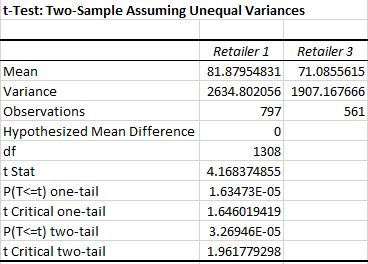 t-Test: Two-Sample Assuming Unequal Variances
Retailer 1 Retailer 3
Mean 81.87954831 71.0855615
Variance 2634.802056 1907.167666
Observations 797 561
Hypothesized Mean Difference 0
df 1308
t Stat 4.168374855
P(T<=t) one-tail 1.63473E-05
t Critical one-tail 1.646019419
P(T<=t) two-tail 3.26946E-05
t Critical two-tail 1.961779298